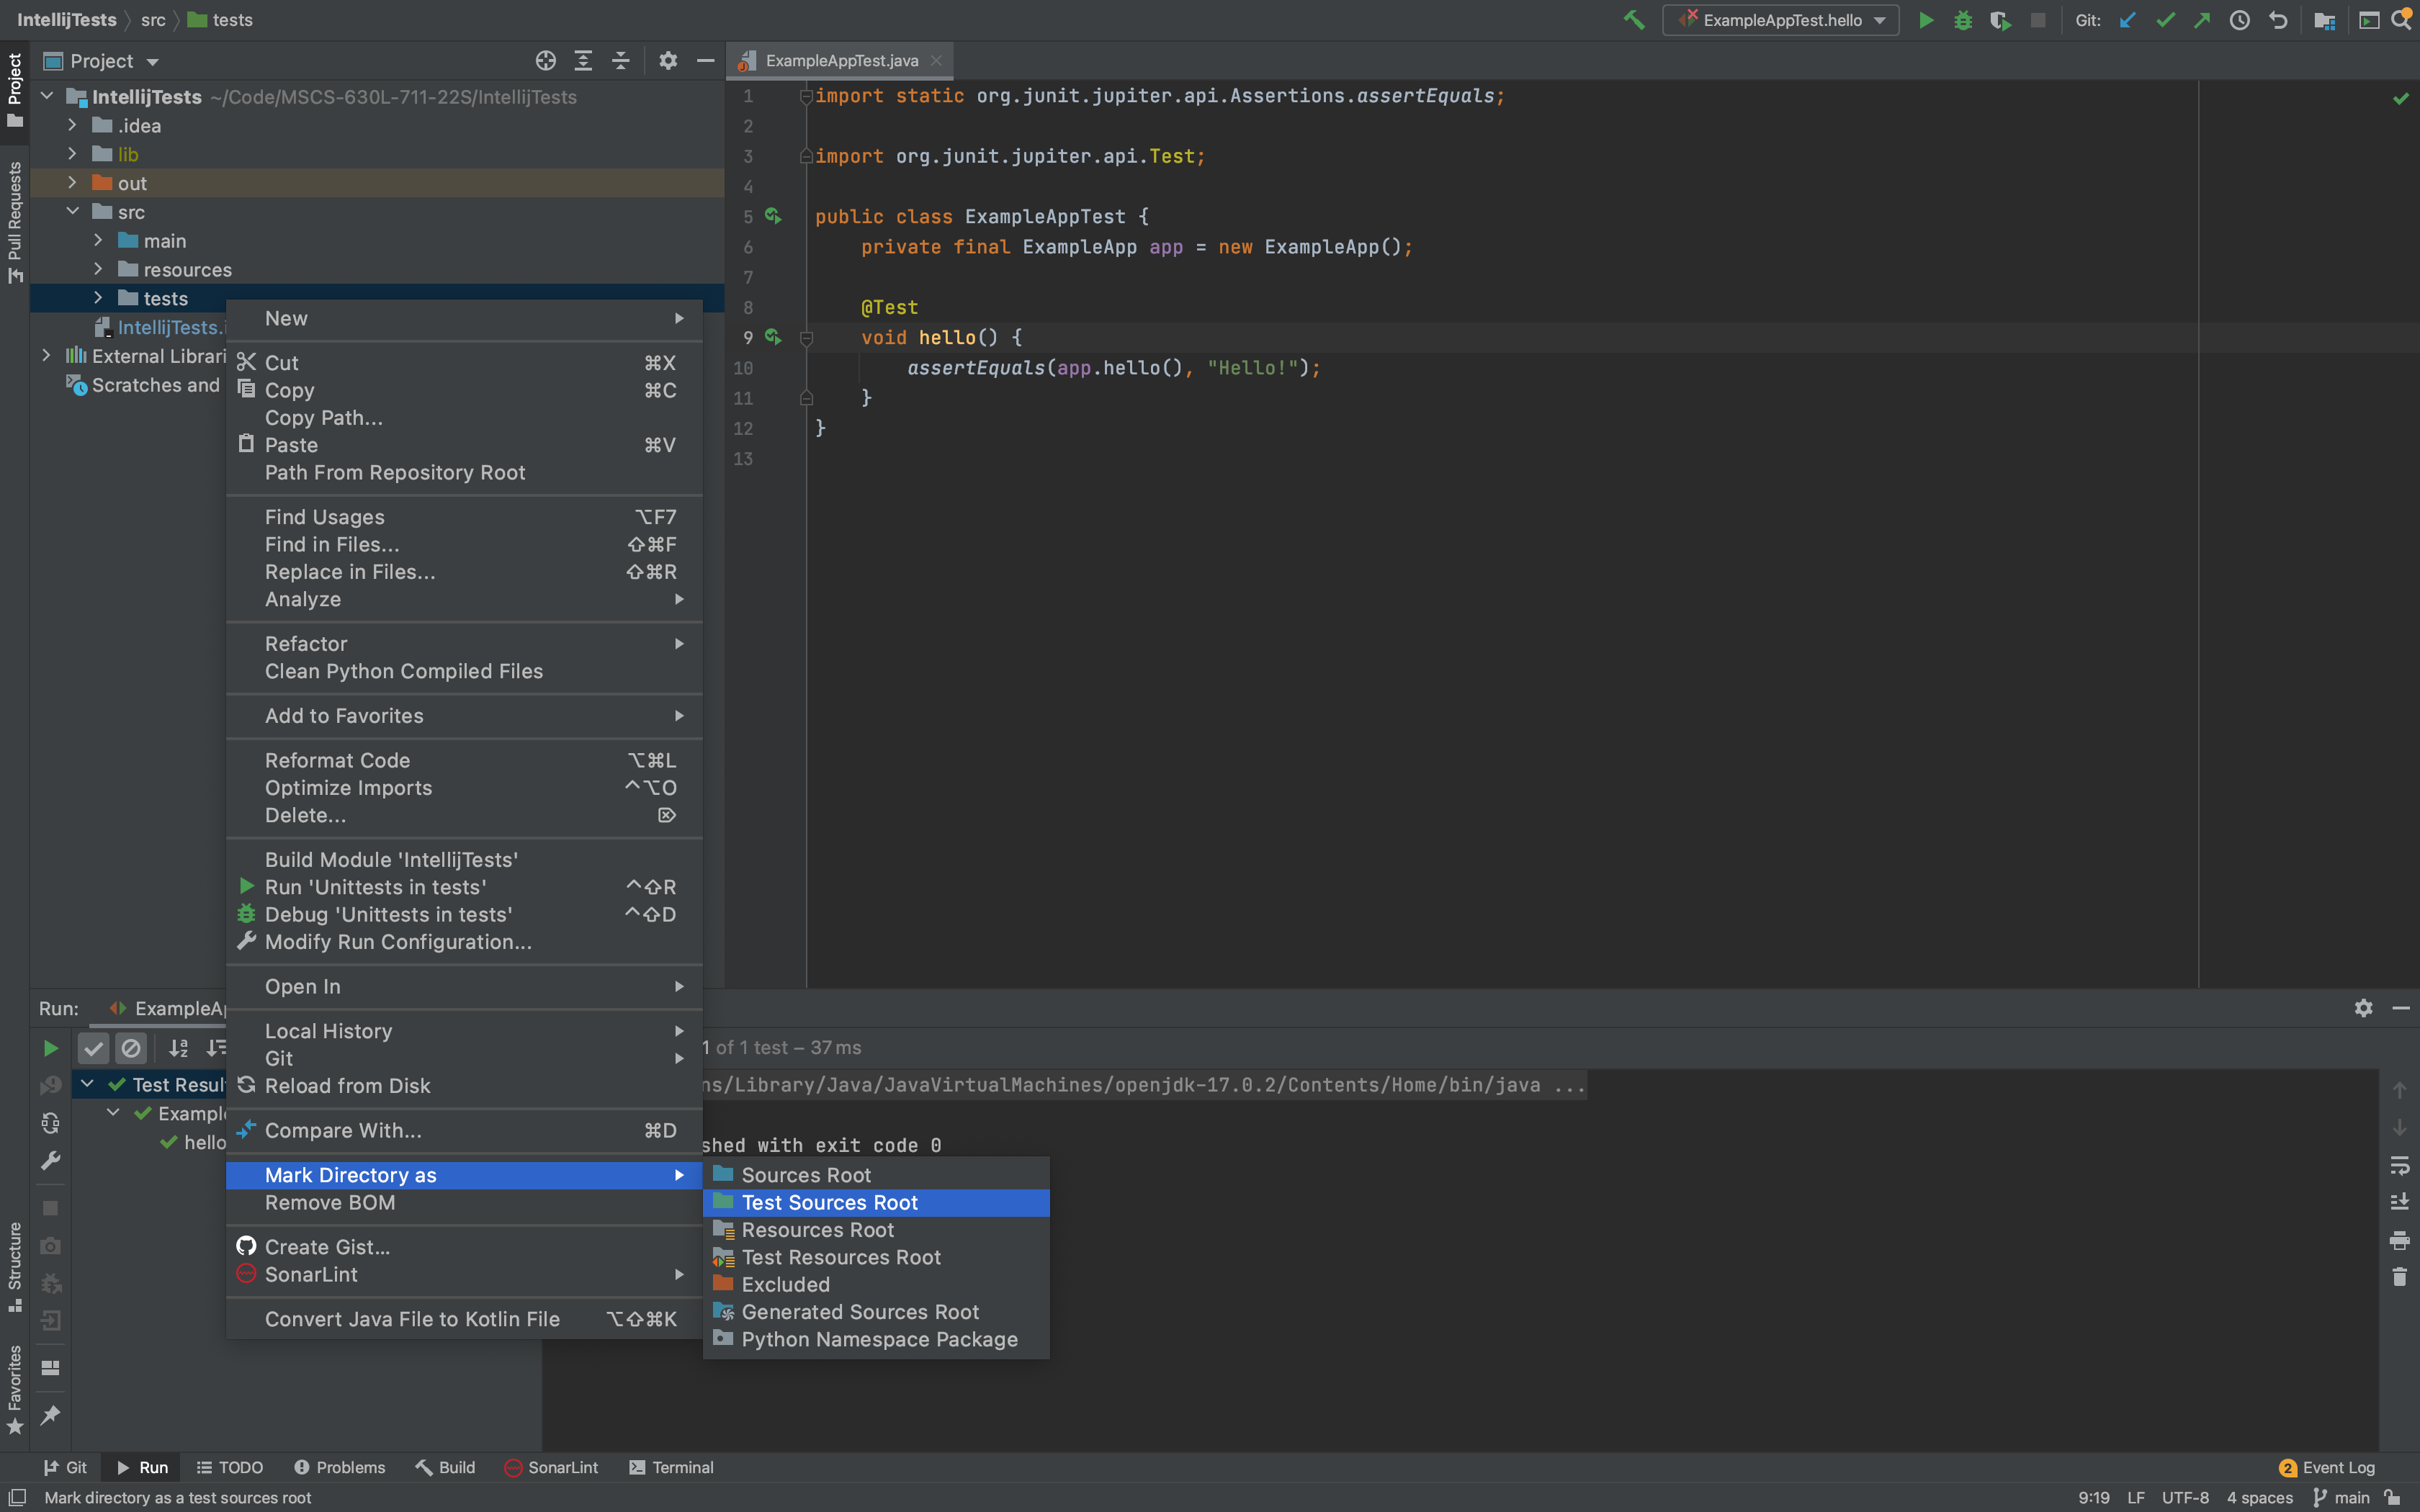 IntellijTests src tests
ExampleAppTest.hello Git:
Project
ExampleAppTest.java
Project
Pull Requests
Structure
Favorites
IntellijTests ~/Code/MSCS-630L-711-22S/IntellijTests
.idea
lib
out
src
main
resources
tests
IntellijTests.i
External Librari
Scratches and
1 import static org.junit.jupiter.api.Assertions.assertEquals;
2
3 import org.junit.jupiter.api.Test;
4
5 public class ExampleAppTest {
6 private final ExampleApp app = new ExampleApp();
7
8 @Test
9 void hello() {
10 assertEquals(app.hello(), "Hello!");
11 }
12 }
13
New
Cut ⌘X
Copy ⌘C
Copy Path...
Paste ⌘V
Path From Repository Root
Find Usages ⌥F7
Find in Files... ⇧⌘F
Replace in Files... ⇧⌘R
Analyze
Refactor
Clean Python Compiled Files
Add to Favorites
Reformat Code ⌥⌘L
Optimize Imports ^⌥O
Delete... ⌦
Build Module 'IntellijTests'
Run 'Unittests in tests' ^⇧R
Debug 'Unittests in tests' ^⇧D
Modify Run Configuration...
Open In
Local History
Git
Reload from Disk
Compare With... ⌘D
Mark Directory as
Remove BOM
Create Gist...
SonarLint
Convert Java File to Kotlin File ⌥⇧⌘K
Sources Root
Test Sources Root
Resources Root
Test Resources Root
Excluded
Generated Sources Root
Python Namespace Package
Run: ExampleAp
1 of 1 test – 37 ms
Test Resul
Example
hello
ns/Library/Java/JavaVirtualMachines/openjdk-17.0.2/Contents/Home/bin/java ...
shed with exit code 0
Git Run TODO Problems Build SonarLint Terminal
2 Event Log
Mark directory as a test sources root
9:19 LF UTF-8 4 spaces main